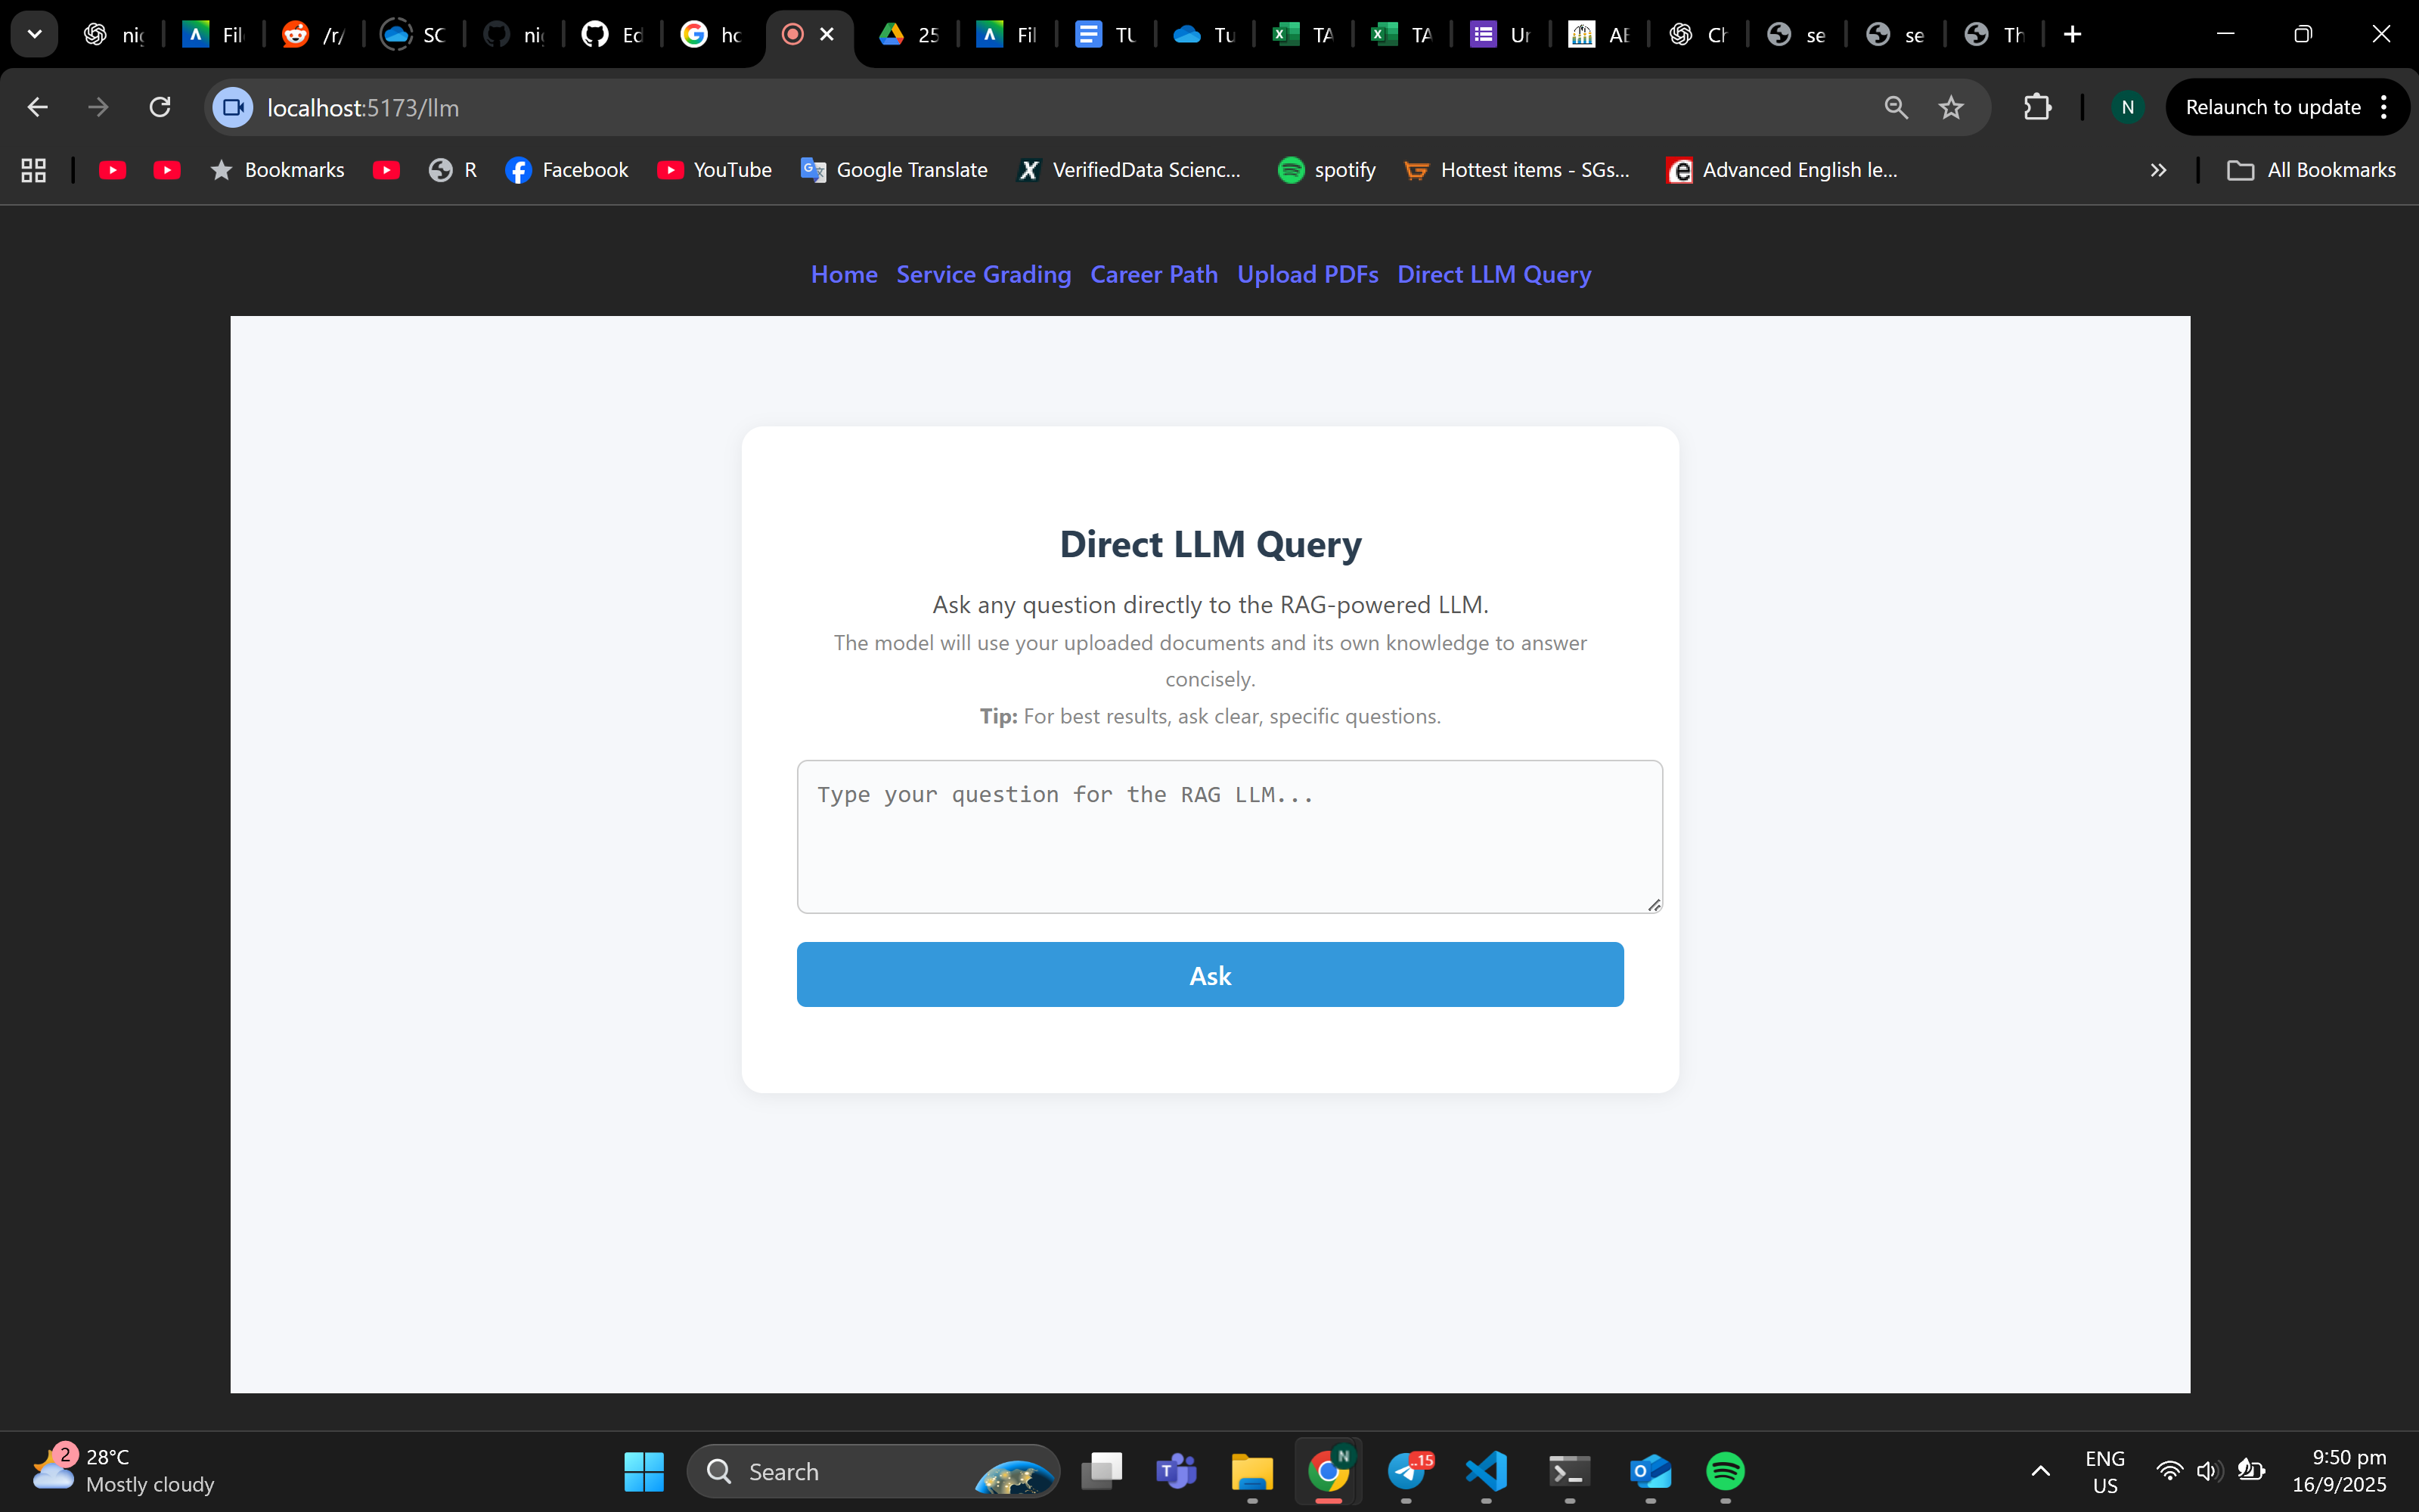 nig
Fil
/r/
SC
nig
Ed
ho
25
Fil
TU
Tu
TA
TA
Ur
AE
Ch
se
se
Th
localhost:5173/llm
N
Relaunch to update
Bookmarks
R
Facebook
YouTube
Google Translate
VerifiedData Scienc...
spotify
Hottest items - SGs...
Advanced English le...
All Bookmarks
Home Service Grading Career Path Upload PDFs Direct LLM Query
Direct LLM Query
Ask any question directly to the RAG-powered LLM.
The model will use your uploaded documents and its own knowledge to answer
concisely.
Tip: For best results, ask clear, specific questions.
Type your question for the RAG LLM...
Ask
2
28°C
Mostly cloudy
Search
N
..15
ENG
US
9:50 pm
16/9/2025